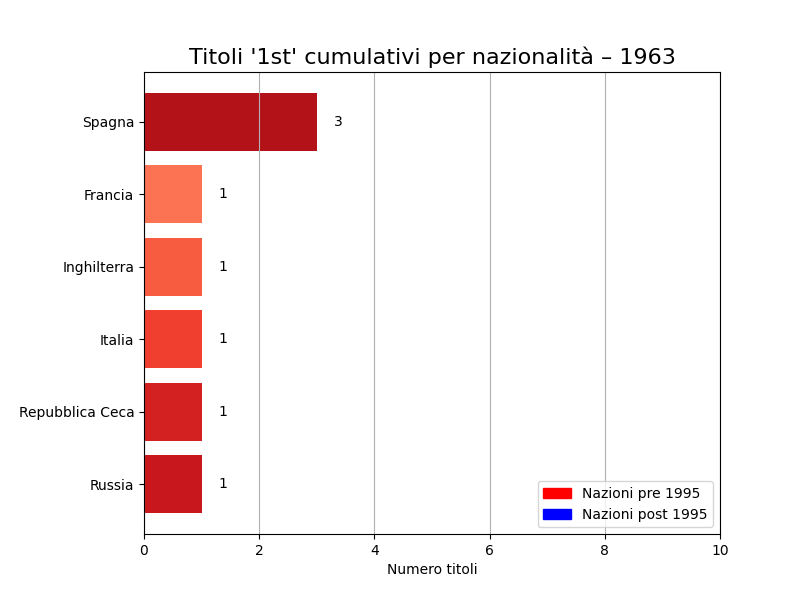 Titoli '1st' cumulativi per nazionalità – 1963
Spagna 3
Francia 1
Inghilterra 1
Italia 1
Repubblica Ceca 1
Russia 1
Nazioni pre 1995
Nazioni post 1995
0 2 4 6 8 10
Numero titoli